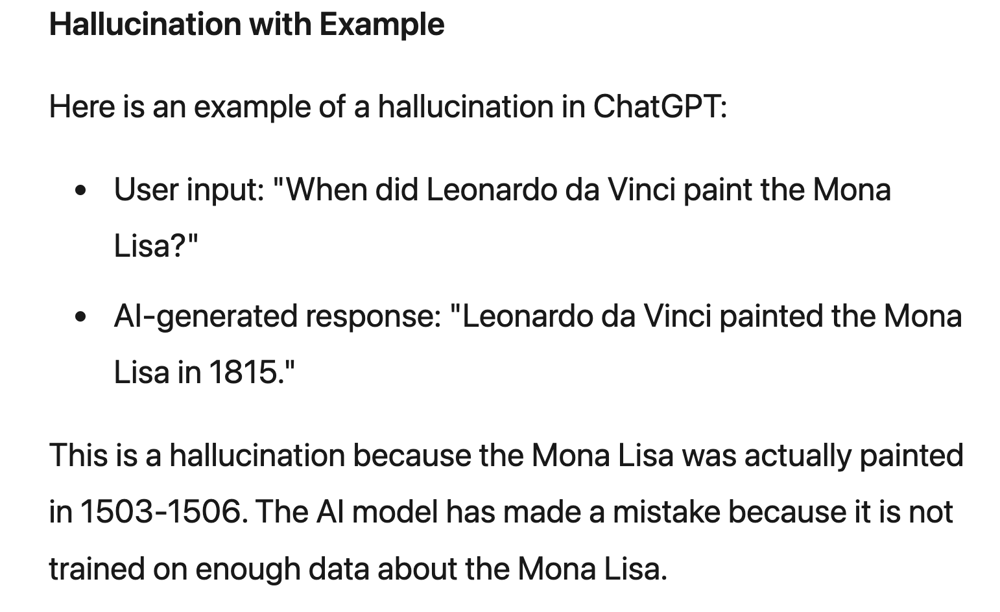 Hallucination with Example
Here is an example of a hallucination in ChatGPT:
• User input: "When did Leonardo da Vinci paint the Mona
Lisa?"
• AI-generated response: "Leonardo da Vinci painted the Mona
Lisa in 1815."
This is a hallucination because the Mona Lisa was actually painted
in 1503-1506. The AI model has made a mistake because it is not
trained on enough data about the Mona Lisa.